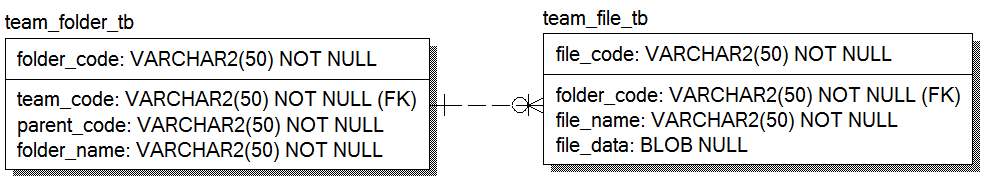 team_folder_tb
folder_code: VARCHAR2(50) NOT NULL
team_code: VARCHAR2(50) NOT NULL (FK)
parent_code: VARCHAR2(50) NOT NULL
folder_name: VARCHAR2(50) NOT NULL
team_file_tb
file_code: VARCHAR2(50) NOT NULL
folder_code: VARCHAR2(50) NOT NULL (FK)
file_name: VARCHAR2(50) NOT NULL
file_data: BLOB NULL